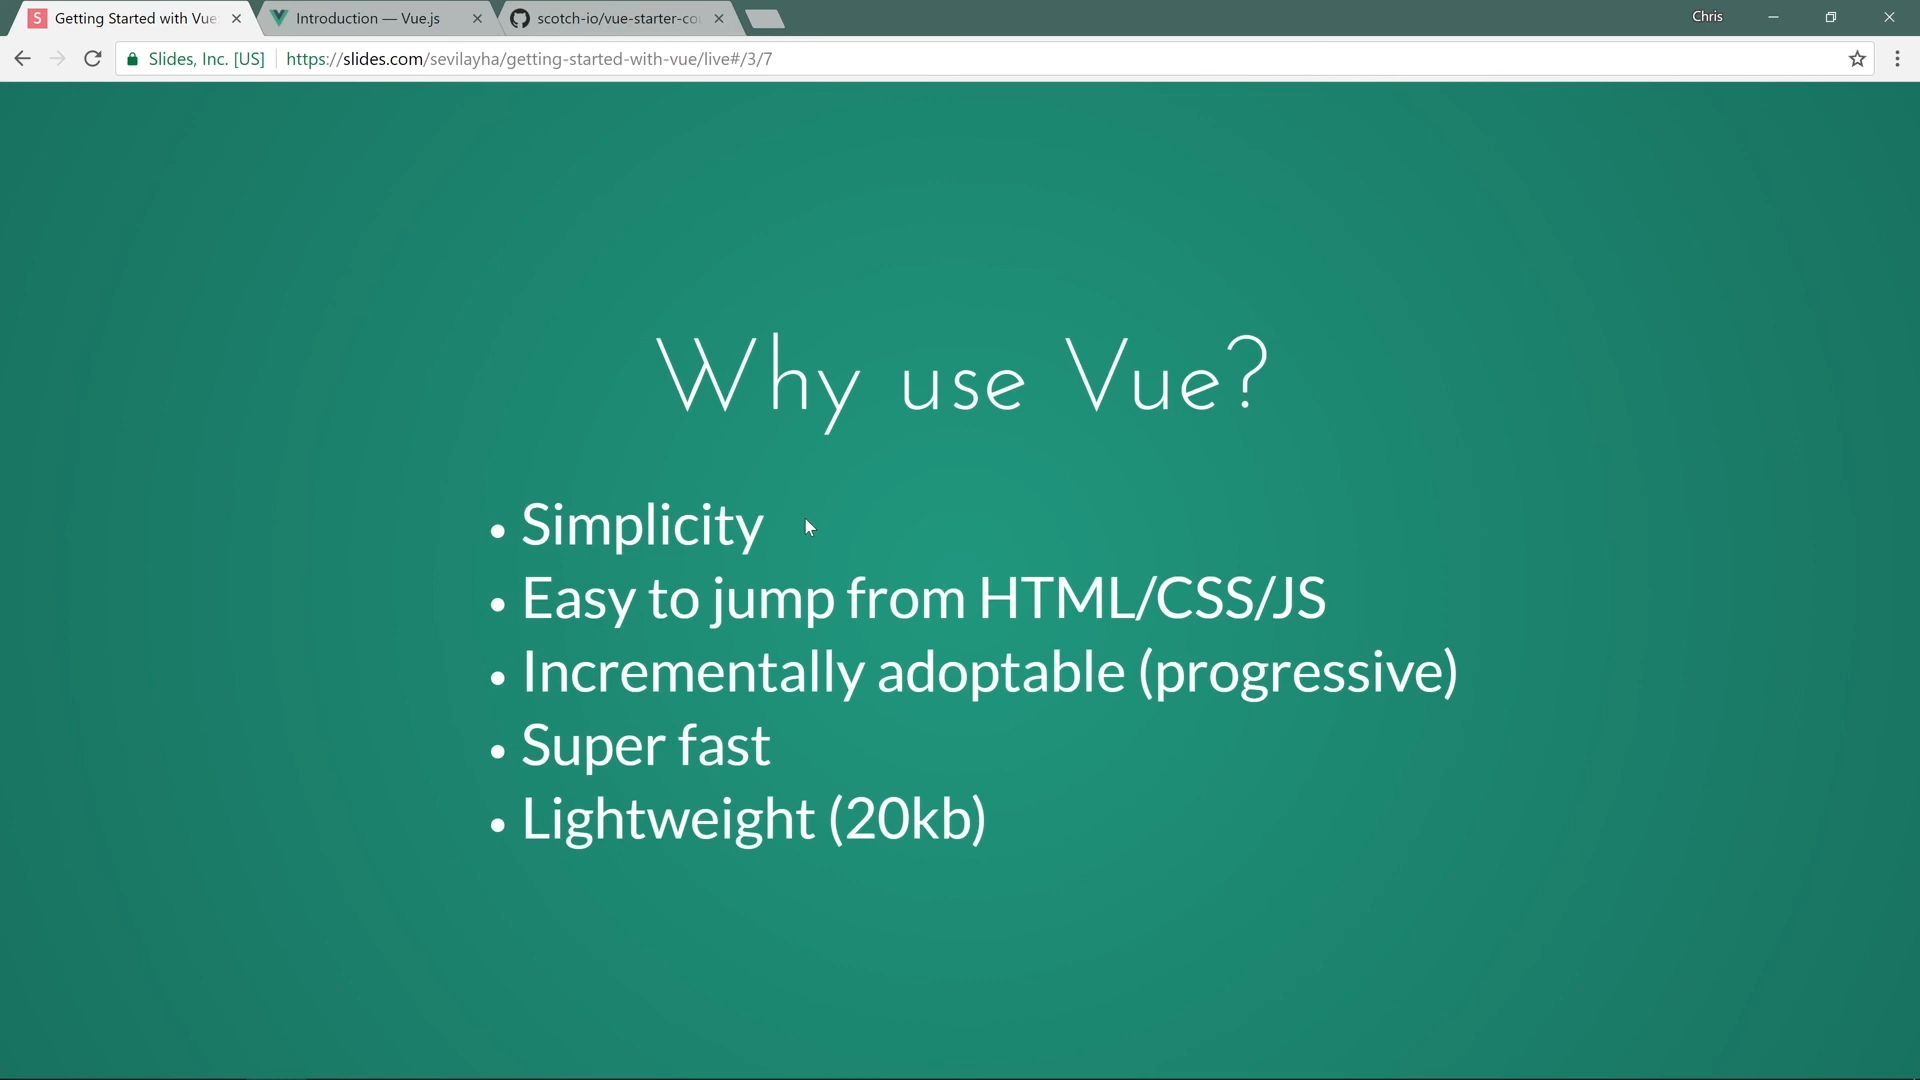 Getting Started with Vue
Introduction — Vue.js
scotch-io/vue-starter-co
Chris
Slides, Inc. [US]
https://slides.com/sevilayha/getting-started-with-vue/live#/3/7
Why use Vue?
• Simplicity
• Easy to jump from HTML/CSS/JS
• Incrementally adoptable (progressive)
• Super fast
• Lightweight (20kb)